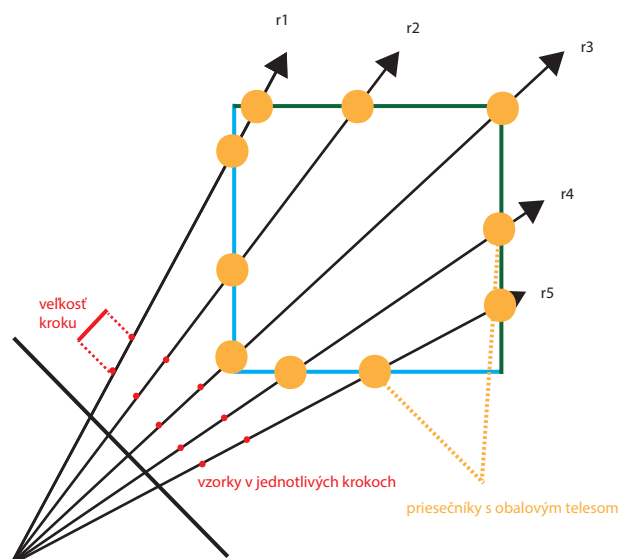 r1
r2
r3
r4
r5
veľkosť
kroku
vzorky v jednotlivých krokoch
priesečníky s obalovým telesom